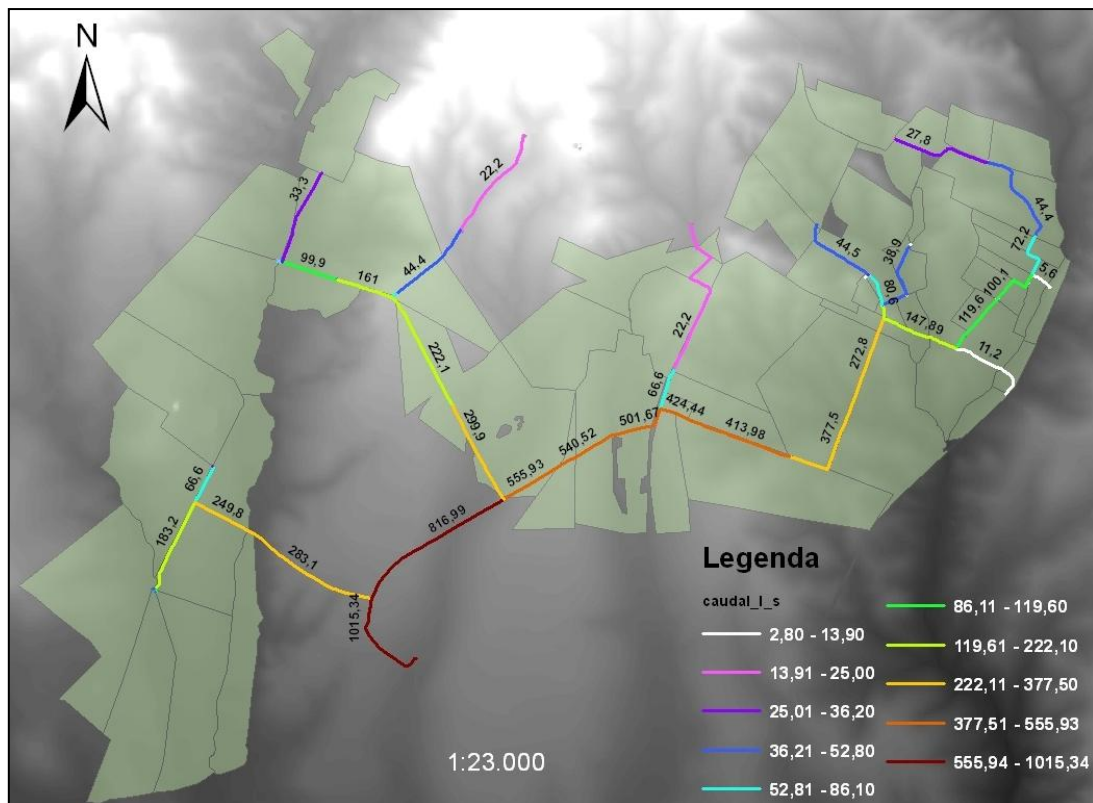 N
27,8
22,2
33,3
44,4
72,2
44,5
38,9
5,6
99,9
161
44,4
80,6
119,6
100,1
22,2
147,89
11,2
222,1
272,8
66,6
424,44
299,9
501,67
413,98
377,5
540,52
555,93
66,6
249,8
816,99
183,2
283,1
1015,34
Legenda
caudal_l_s
2,80 - 13,90
13,91 - 25,00
25,01 - 36,20
36,21 - 52,80
52,81 - 86,10
86,11 - 119,60
119,61 - 222,10
222,11 - 377,50
377,51 - 555,93
555,94 - 1015,34
1:23.000